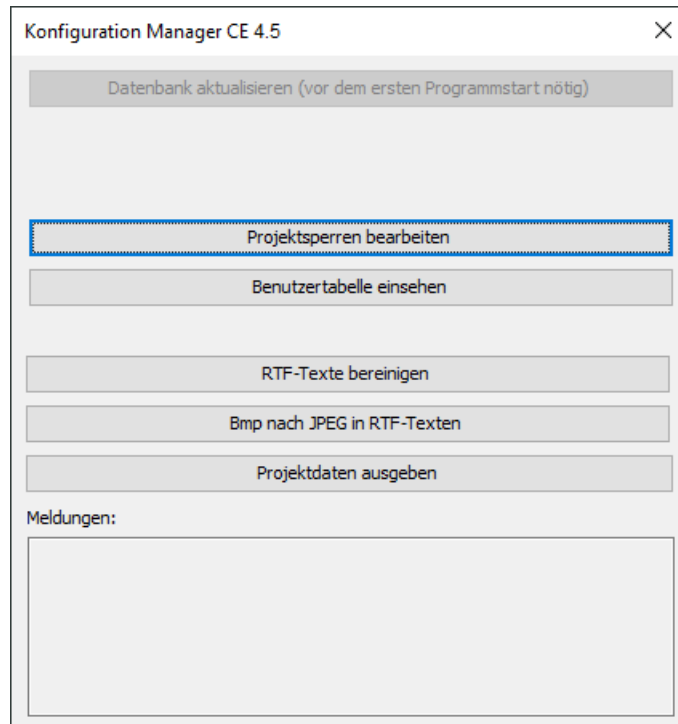 Konfiguration Manager CE 4.5
Datenbank aktualisieren (vor dem ersten Programmstart nötig)
Projektsperren bearbeiten
Benutzertabelle einsehen
RTF-Texte bereinigen
Bmp nach JPEG in RTF-Texten
Projektdaten ausgeben
Meldungen: